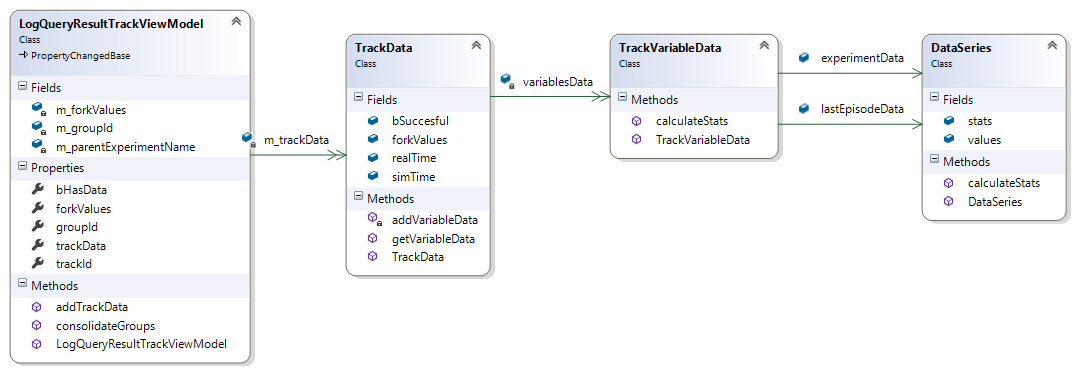 LogQueryResultTrackViewModel
Class
PropertyChangedBase
Fields
m_forkValues
m_groupId
m_parentExperimentName
Properties
bHasData
forkValues
groupId
trackData
trackId
Methods
addTrackData
consolidateGroups
LogQueryResultTrackViewModel
m_trackData
TrackData
Class
Fields
bSuccesful
forkValues
realTime
simTime
Methods
addVariableData
getVariableData
TrackData
variablesData
TrackVariableData
Class
Methods
calculateStats
TrackVariableData
experimentData
lastEpisodeData
DataSeries
Class
Fields
stats
values
Methods
calculateStats
DataSeries